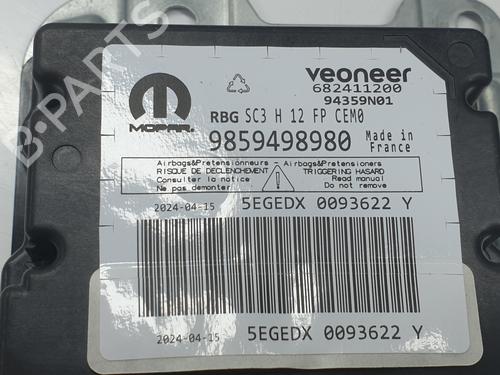 B-PARTS
veoneer
682411200
94359N01
MOPAR
RBG SC3 H 12 FP CEM0
9859498980 Made in France
Airbags&Pretensionneurs - Airbags&Pretensioners
RISQUE DE DECLENCHEMENT TRIGGERING HASARD
Consulter la notice Read manual
Ne pas demonter Do not remove
2024-04-15 5EGEDX 0093622 Y
2024-04-15 5EGEDX 0093622 Y